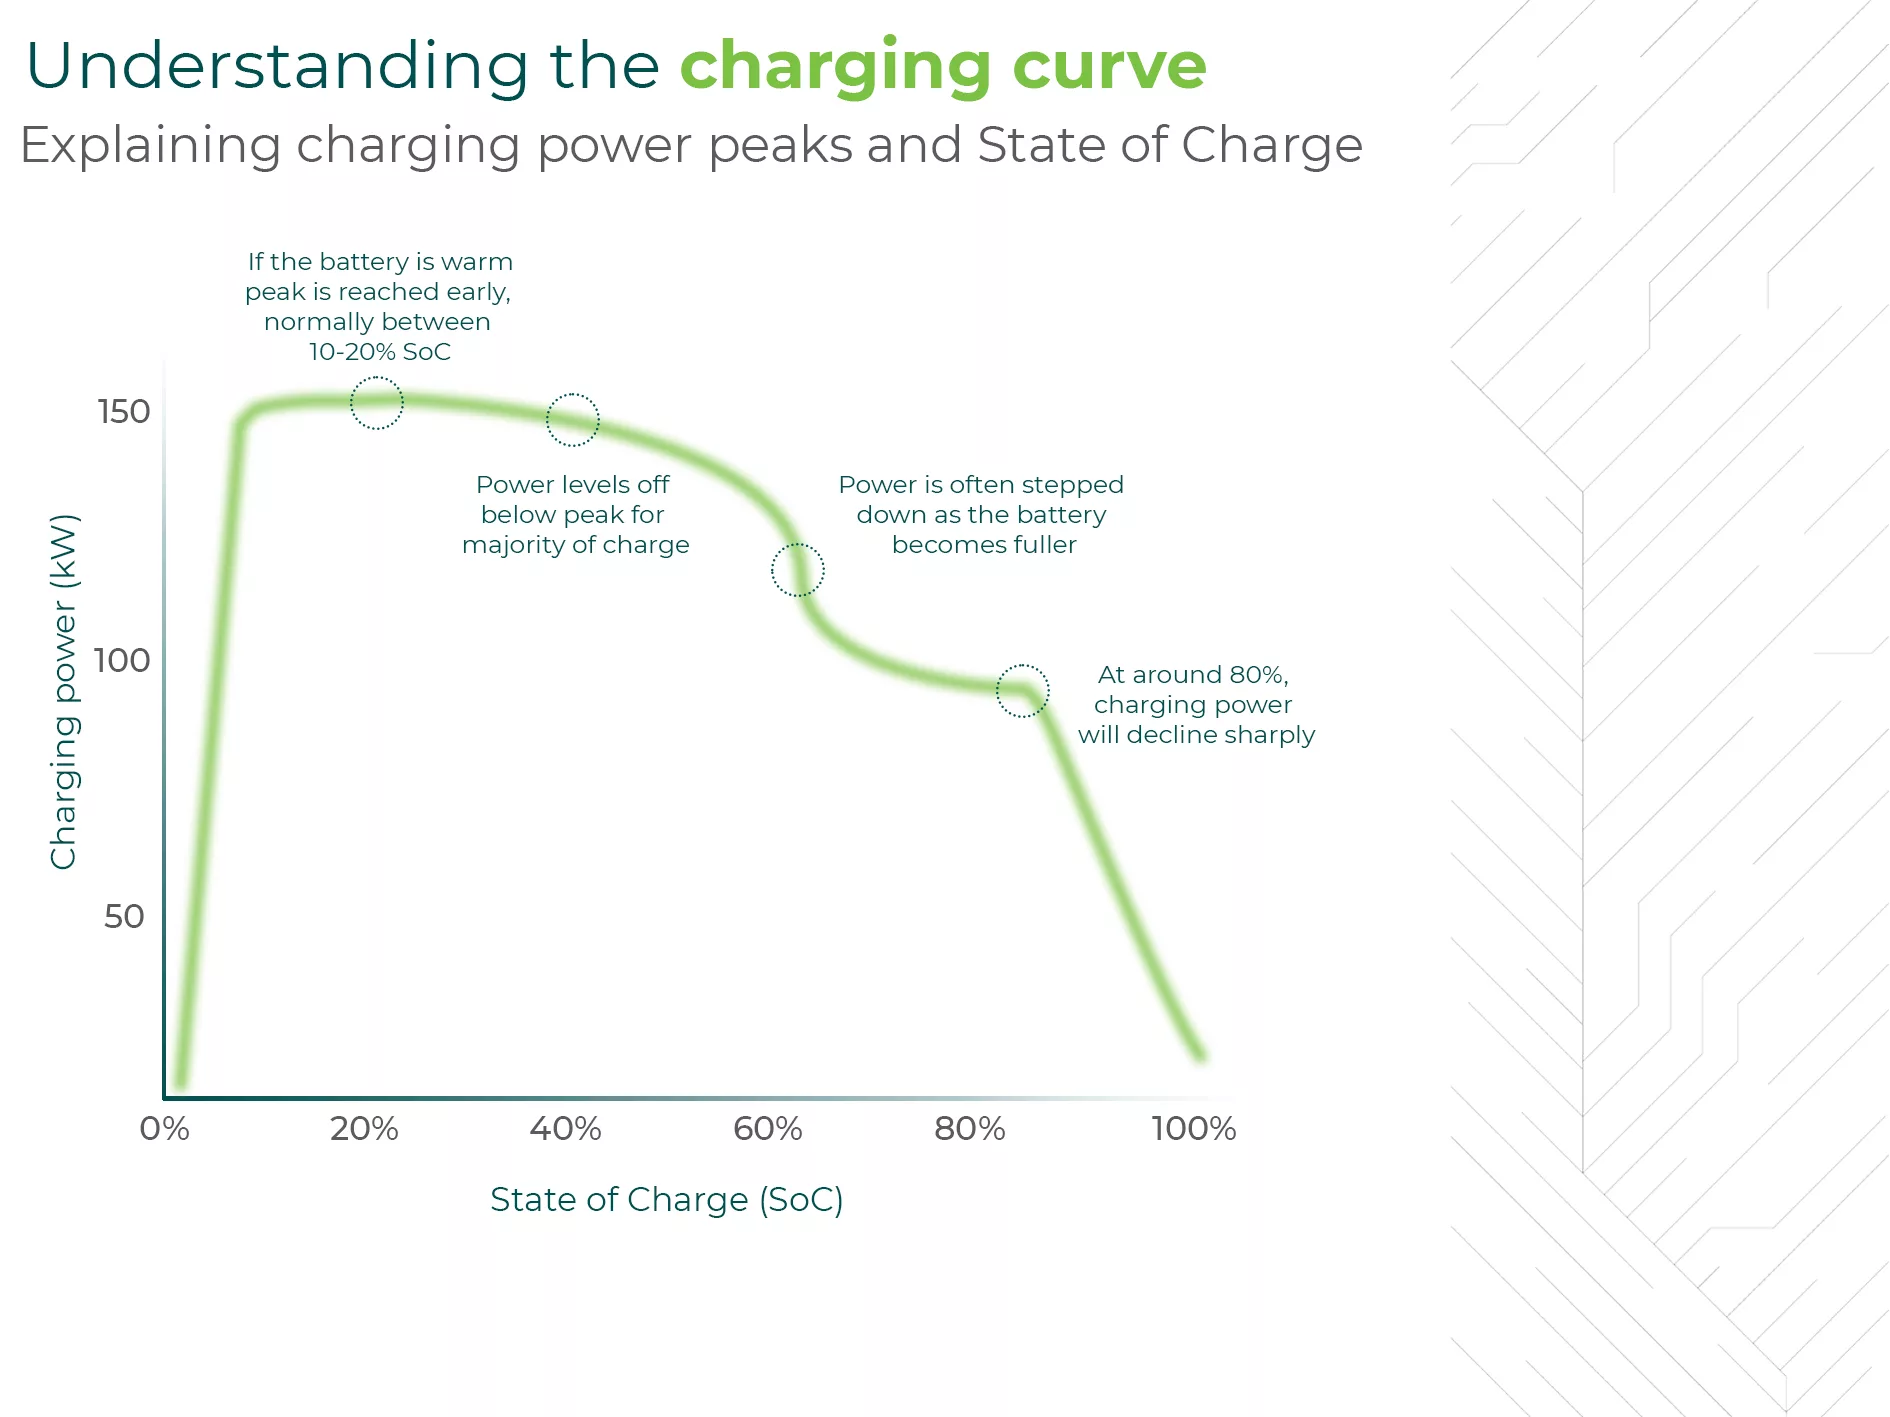 Understanding the charging curve
Explaining charging power peaks and State of Charge
If the battery is warm
peak is reached early,
normally between
10-20% SoC
150
Power levels off
below peak for
majority of charge
Power is often stepped
down as the battery
becomes fuller
Charging power (kW)
100
At around 80%,
charging power
will decline sharply
50
0%
20%
40%
60%
80%
100%
State of Charge (SoC)